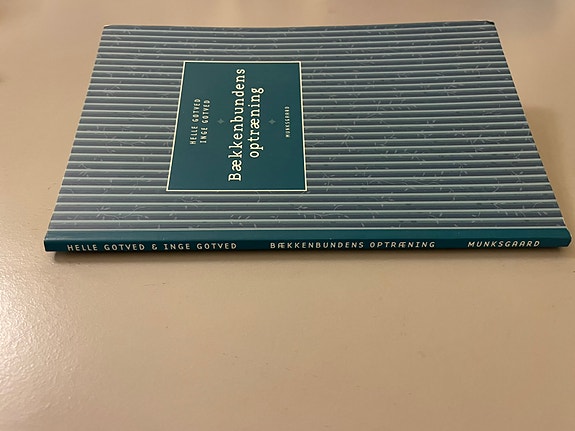 HELLE GOTVED
INGE GOTVED
Bækkenbundens
optræning
MUNKSGAARD
HELLE GOTVED & INGE GOTVED BÆKKENBUNDENS OPTRÆNING MUNKSGAARD